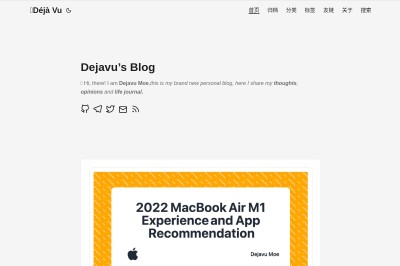 Déjà Vu
首页 归档 分类 标签 友链 关于 搜索
Dejavu's Blog
Hi, there! I am Dejavu Moe,this is my brand new personal blog, here I share my thoughts,
opinions and life journal.
2022 MacBook Air M1
Experience and App
Recommendation
Dejavu Moe